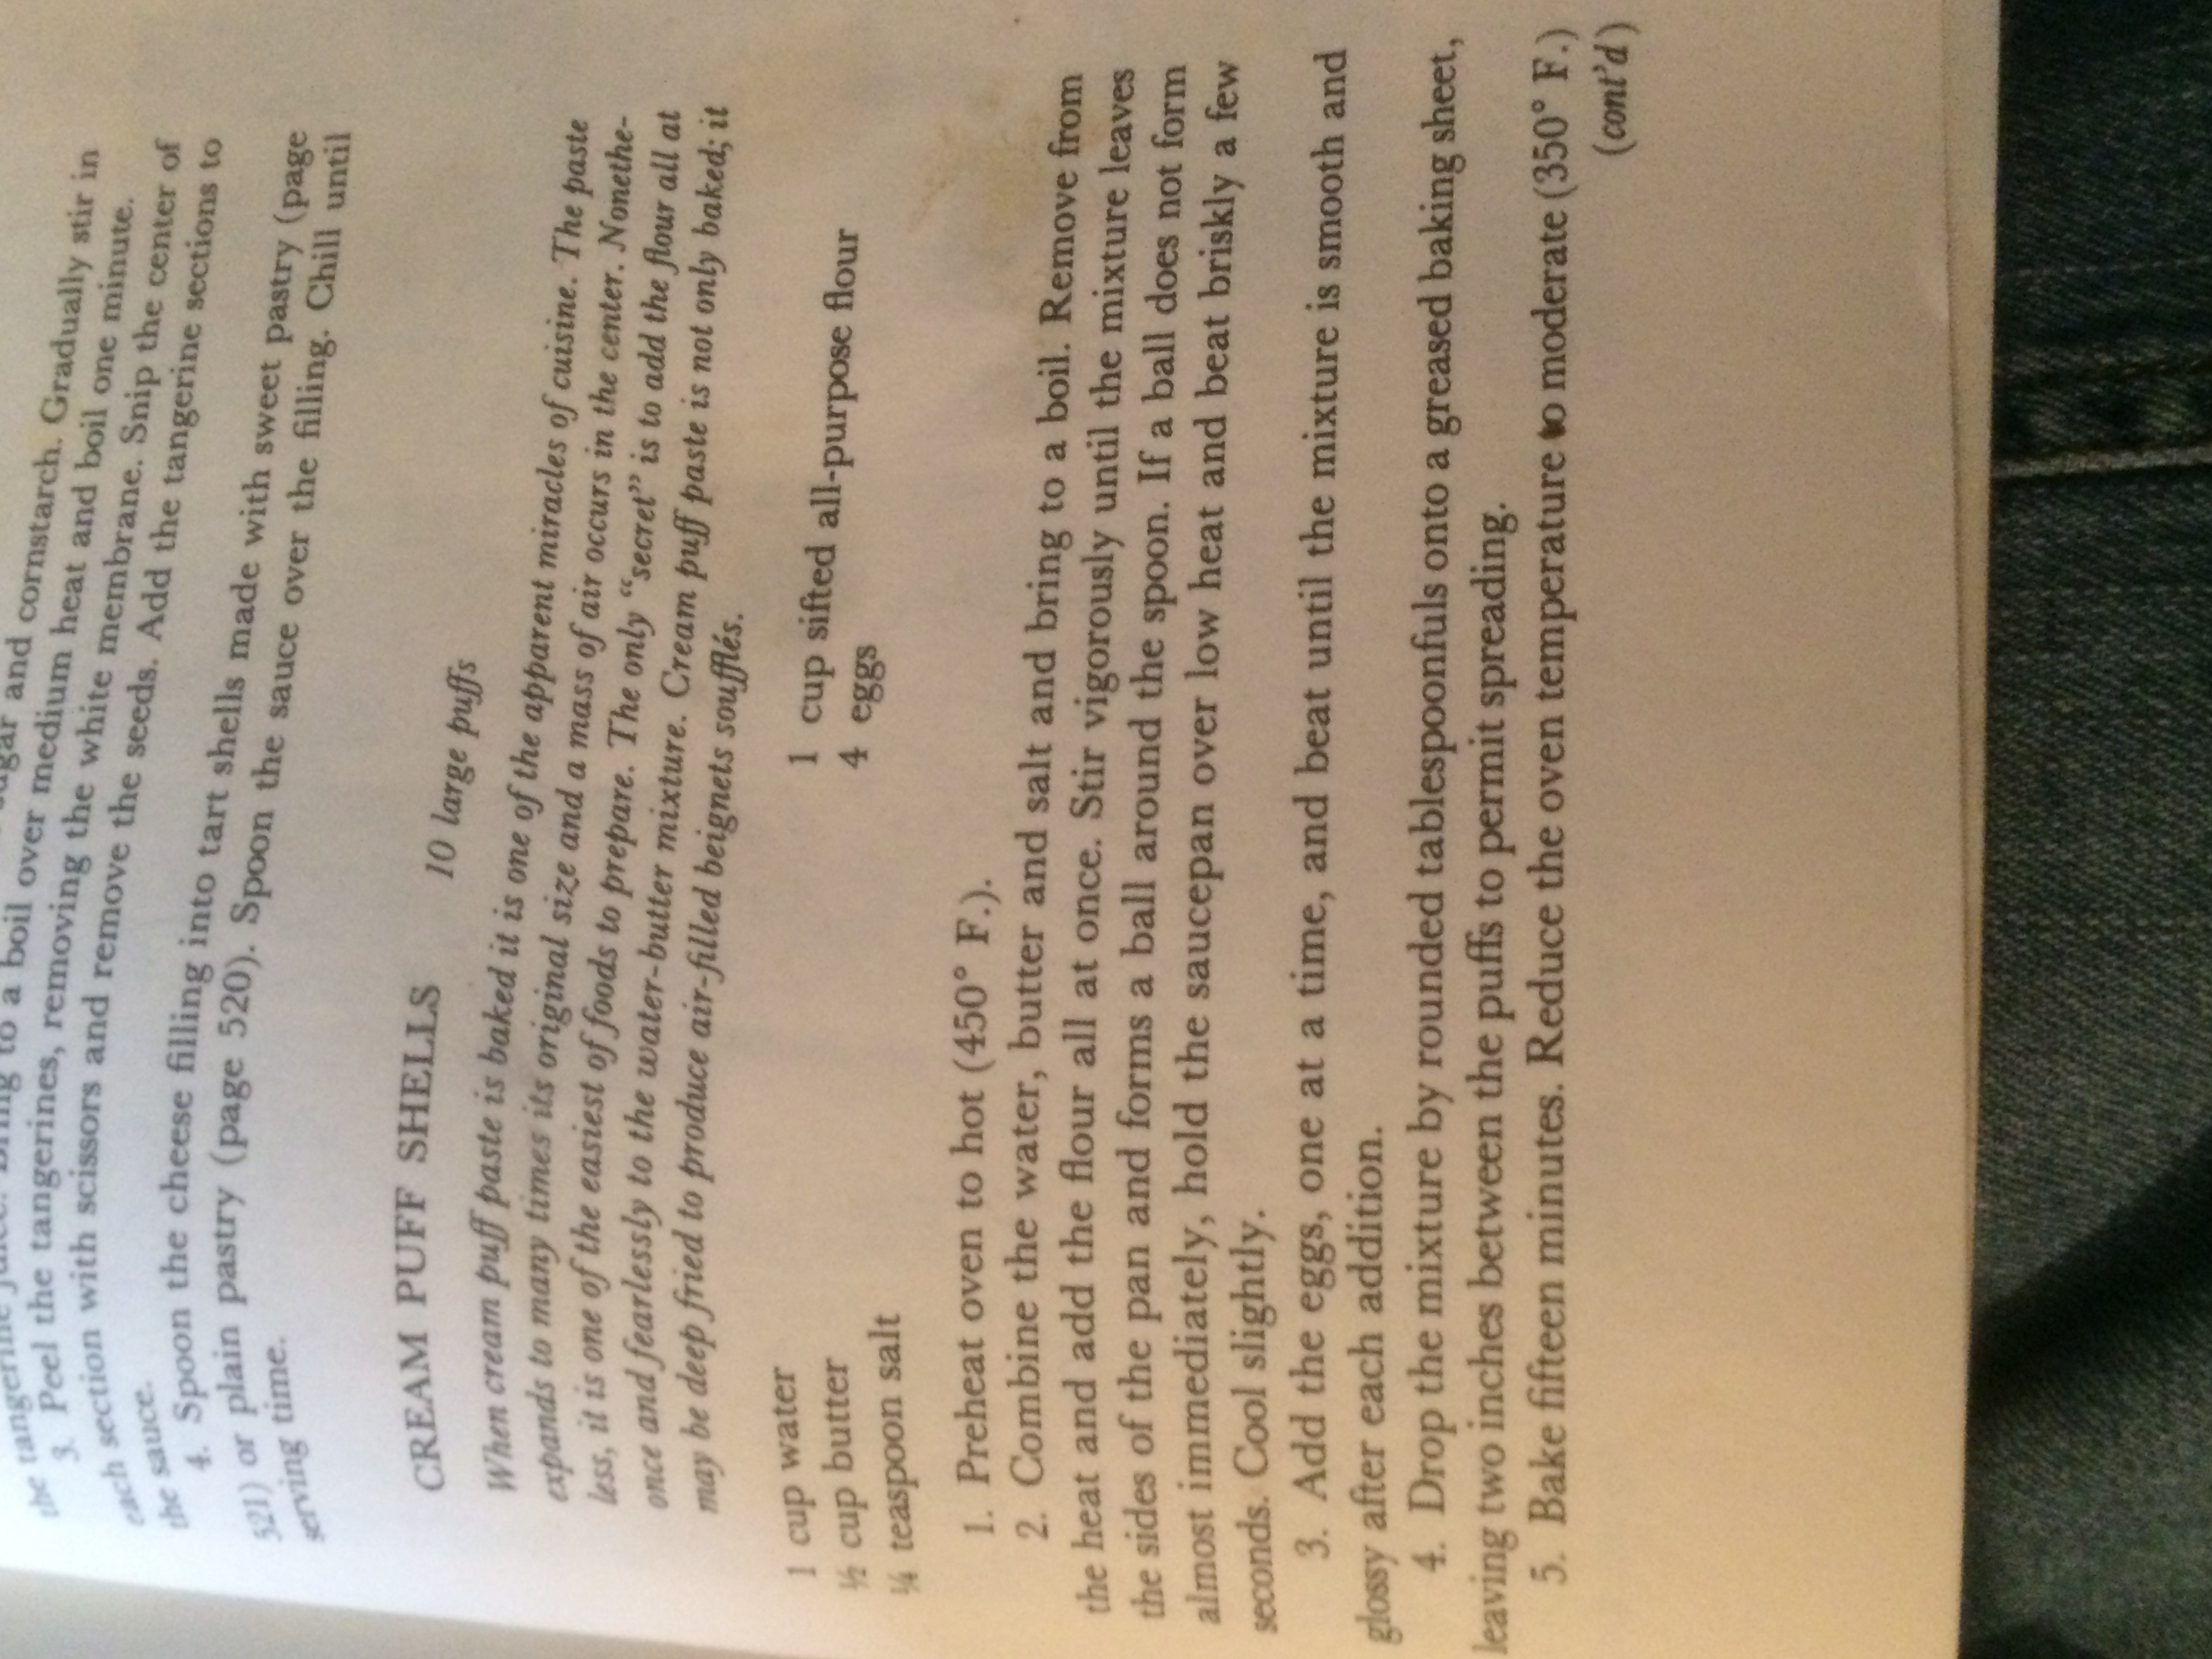 the tangerine juice. Bring to a boil over medium heat and boil one minute.
sugar and cornstarch. Gradually stir in
3. Peel the tangerines, removing the white membrane. Snip the center of
each section with scissors and remove the seeds. Add the tangerine sections to
the sauce.
4. Spoon the cheese filling into tart shells made with sweet pastry (page
521) or plain pastry (page 520). Spoon the sauce over the filling. Chill until
serving time.
CREAM PUFF SHELLS 10 large puffs
When cream puff paste is baked it is one of the apparent miracles of cuisine. The paste
expands to many times its original size and a mass of air occurs in the center. Nonethe-
less, it is one of the easiest of foods to prepare. The only “secret” is to add the flour all at
once and fearlessly to the water-butter mixture. Cream puff paste is not only baked; it
may be deep fried to produce air-filled beignets soufflés.
1 cup water
½ cup butter
¼ teaspoon salt
1 cup sifted all-purpose flour
4 eggs
1. Preheat oven to hot (450° F.).
2. Combine the water, butter and salt and bring to a boil. Remove from
the heat and add the flour all at once. Stir vigorously until the mixture leaves
the sides of the pan and forms a ball around the spoon. If a ball does not form
almost immediately, hold the saucepan over low heat and beat briskly a few
seconds. Cool slightly.
3. Add the eggs, one at a time, and beat until the mixture is smooth and
glossy after each addition.
4. Drop the mixture by rounded tablespoonfuls onto a greased baking sheet,
leaving two inches between the puffs to permit spreading.
5. Bake fifteen minutes. Reduce the oven temperature to moderate (350° F.)
(cont’d)